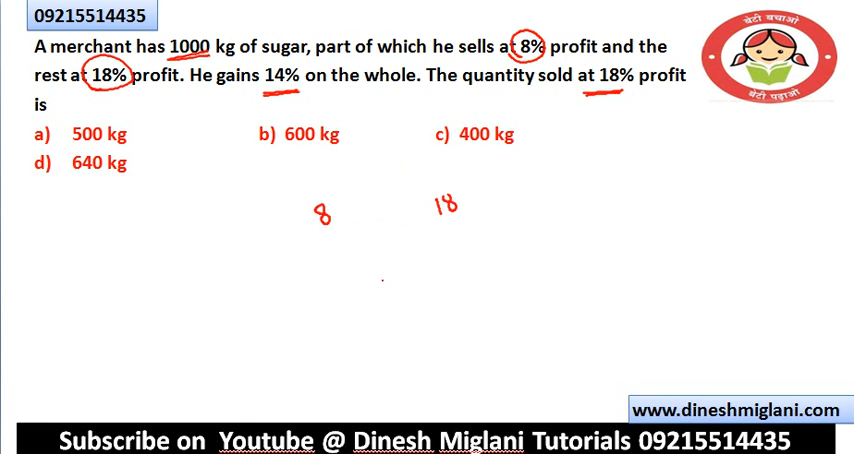 09215514435
बेटी बचाओ
A merchant has 1000 kg of sugar, part of which he sells at 8% profit and the
rest at 18% profit. He gains 14% on the whole. The quantity sold at 18% profit
is
बेटी पढ़ाओ
a) 500 kg b) 600 kg c) 400 kg
d) 640 kg
8 18
www.dineshmiglani.com
Subscribe on Youtube @ Dinesh Miglani Tutorials 09215514435